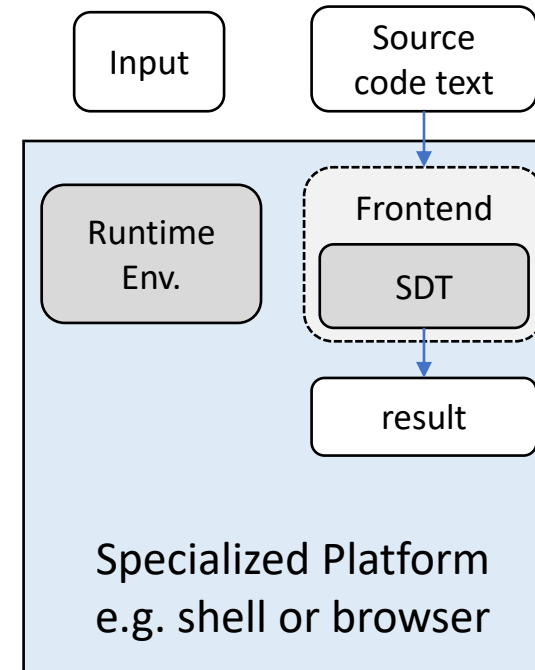 Input
Source
code text
Runtime
Env.
Frontend
SDT
result
Specialized Platform
e.g. shell or browser